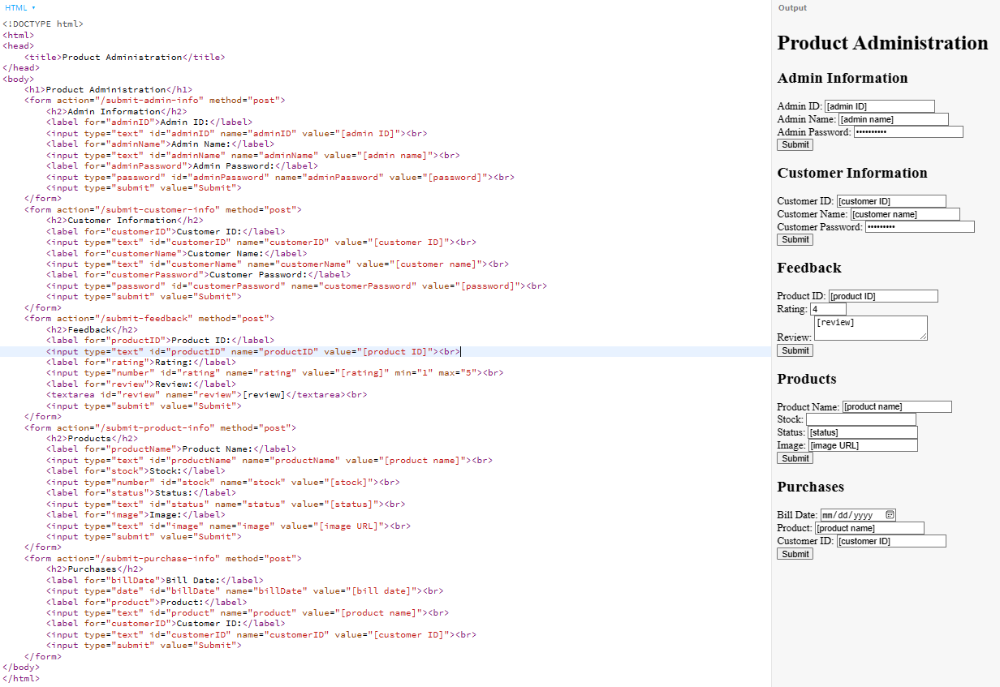 HTML
<!DOCTYPE html>
<html>
<head>
    <title>Product Administration</title>
</head>
<body>
    <h1>Product Administration</h1>
    <form action="/submit-admin-info" method="post">
        <h2>Admin Information</h2>
        <label for="adminID">Admin ID:</label>
        <input type="text" id="adminID" name="adminID" value="[admin ID]"><br>
        <label for="adminName">Admin Name:</label>
        <input type="text" id="adminName" name="adminName" value="[admin name]"><br>
        <label for="adminPassword">Admin Password:</label>
        <input type="password" id="adminPassword" name="adminPassword" value="[password]"><br>
        <input type="submit" value="Submit">
    </form>
    <form action="/submit-customer-info" method="post">
        <h2>Customer Information</h2>
        <label for="customerID">Customer ID:</label>
        <input type="text" id="customerID" name="customerID" value="[customer ID]"><br>
        <label for="customerName">Customer Name:</label>
        <input type="text" id="customerName" name="customerName" value="[customer name]"><br>
        <label for="customerPassword">Customer Password:</label>
        <input type="password" id="customerPassword" name="customerPassword" value="[password]"><br>
        <input type="submit" value="Submit">
    </form>
    <form action="/submit-feedback" method="post">
        <h2>Feedback</h2>
        <label for="productID">Product ID:</label>
        <input type="text" id="productID" name="productID" value="[product ID]"><br>
        <label for="rating">Rating:</label>
        <input type="number" id="rating" name="rating" value="[rating]" min="1" max="5"><br>
        <label for="review">Review:</label>
        <textarea id="review" name="review">[review]</textarea><br>
        <input type="submit" value="Submit">
    </form>
    <form action="/submit-product-info" method="post">
        <h2>Products</h2>
        <label for="productName">Product Name:</label>
        <input type="text" id="productName" name="productName" value="[product name]"><br>
        <label for="stock">Stock:</label>
        <input type="number" id="stock" name="stock" value="[stock]"><br>
        <label for="status">Status:</label>
        <input type="text" id="status" name="status" value="[status]"><br>
        <label for="image">Image:</label>
        <input type="text" id="image" name="image" value="[image URL]"><br>
        <input type="submit" value="Submit">
    </form>
    <form action="/submit-purchase-info" method="post">
        <h2>Purchases</h2>
        <label for="billDate">Bill Date:</label>
        <input type="date" id="billDate" name="billDate" value="[bill date]"><br>
        <label for="product">Product:</label>
        <input type="text" id="product" name="product" value="[product name]"><br>
        <label for="customerID">Customer ID:</label>
        <input type="text" id="customerID" name="customerID" value="[customer ID]"><br>
        <input type="submit" value="Submit">
    </form>
</body>
</html>
Output
Product Administration
Admin Information
Admin ID: [admin ID]
Admin Name: [admin name]
Admin Password: ••••••••••
Submit
Customer Information
Customer ID: [customer ID]
Customer Name: [customer name]
Customer Password: •••••••••
Submit
Feedback
Product ID: [product ID]
Rating: 4
Review: [review]
Submit
Products
Product Name: [product name]
Stock:
Status: [status]
Image: [image URL]
Submit
Purchases
Bill Date: mm/dd/yyyy
Product: [product name]
Customer ID: [customer ID]
Submit